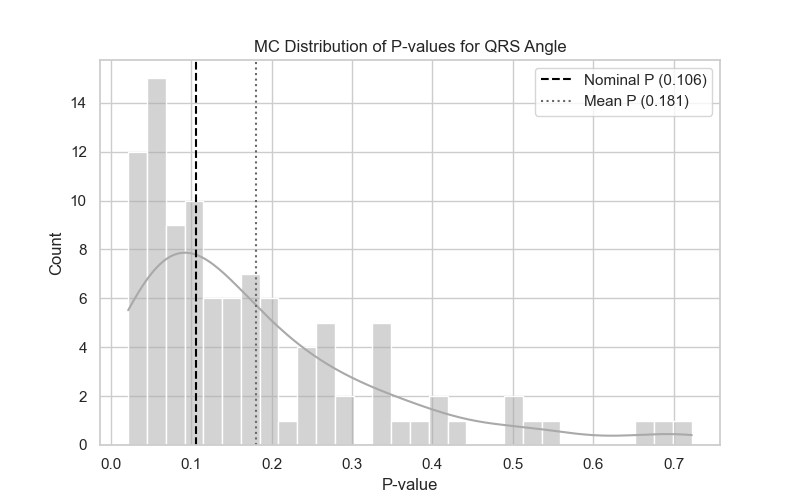 MC Distribution of P-values for QRS Angle
Nominal P (0.106)
Mean P (0.181)
Count
14
12
10
8
6
4
2
0
0.0 0.1 0.2 0.3 0.4 0.5 0.6 0.7
P-value